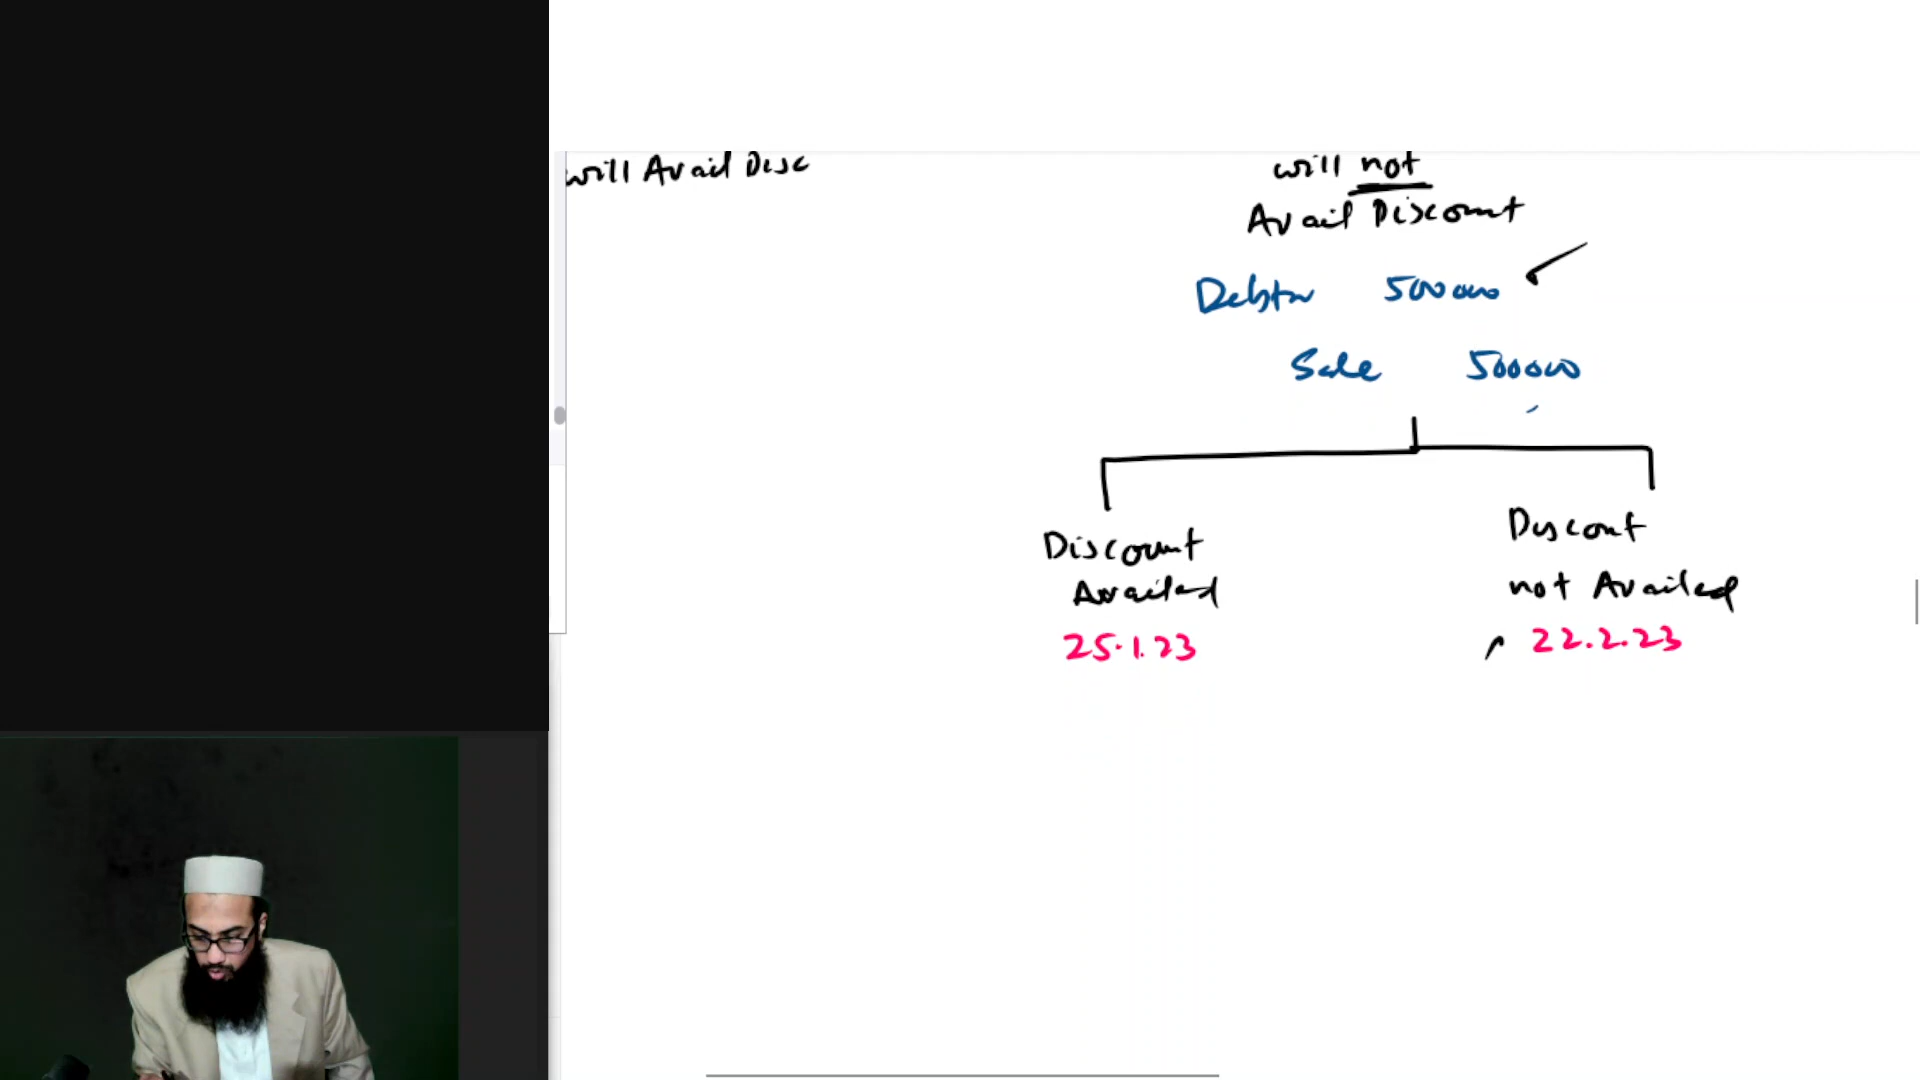 will Avail Disc
will not
Avail Discount
Debtor 500000
Sale 500000
Discount
Availed
25.1.23
Discout
not Availed
22.2.23